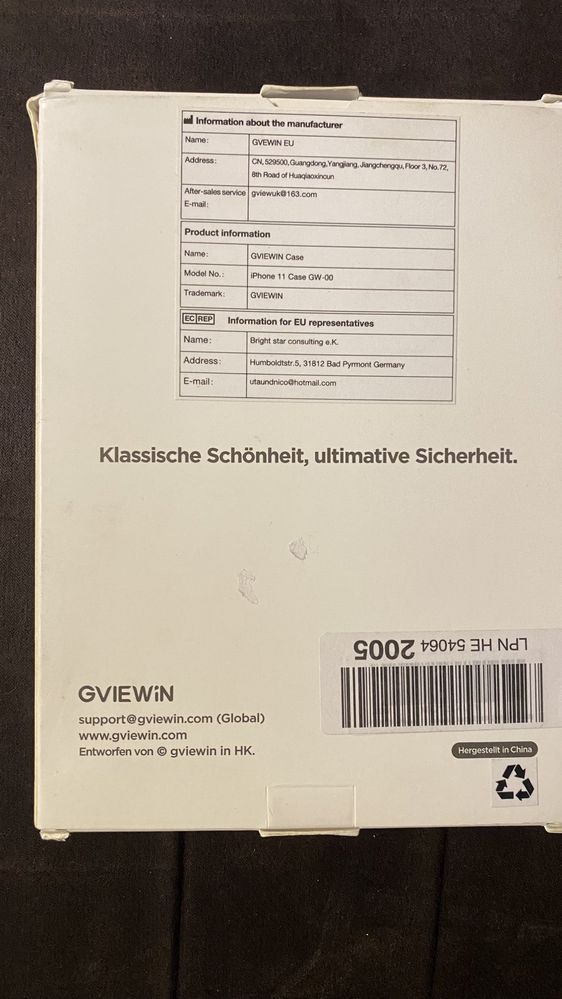 Information about the manufacturer
Name: GVEWIN EU
Address: CN, 529500, Guangdong,Yangjiang, Jiangchengqu, Floor 3, No.72,
8th Road of Huaqiaoxincun
After-sales service gviewuk@163.com
E-mail:
Product information
Name: GVIEWIN Case
Model No.: iPhone 11 Case GW-00
Trademark: GVIEWIN
EC REP Information for EU representatives
Name: Bright star consulting e.K.
Address: Humboldtstr.5, 31812 Bad Pyrmont Germany
E-mail: utaundnico@hotmail.com
Klassische Schönheit, ultimative Sicherheit.
LPN HE 54064 2005
GVIEWiN
support@gviewin.com (Global)
www.gviewin.com
Entworfen von © gviewin in HK.
Hergestellt in China